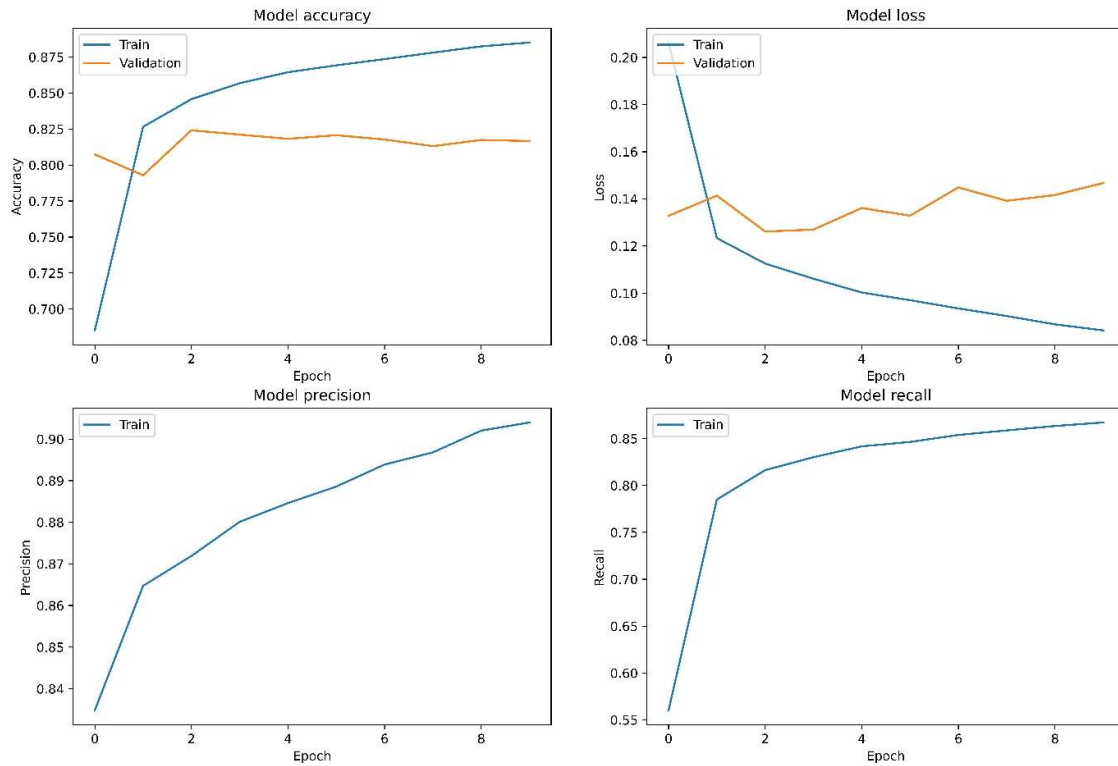 Model accuracy
Train
Validation
0.875
0.850
0.825
0.800
0.775
0.750
0.725
0.700
Accuracy
0 2 4 6 8
Epoch
Model loss
Train
Validation
0.20
0.18
0.16
0.14
0.12
0.10
0.08
Loss
0 2 4 6 8
Epoch
Model precision
Train
0.90
0.89
0.88
0.87
0.86
0.85
0.84
Precision
0 2 4 6 8
Epoch
Model recall
Train
0.85
0.80
0.75
0.70
0.65
0.60
0.55
Recall
0 2 4 6 8
Epoch